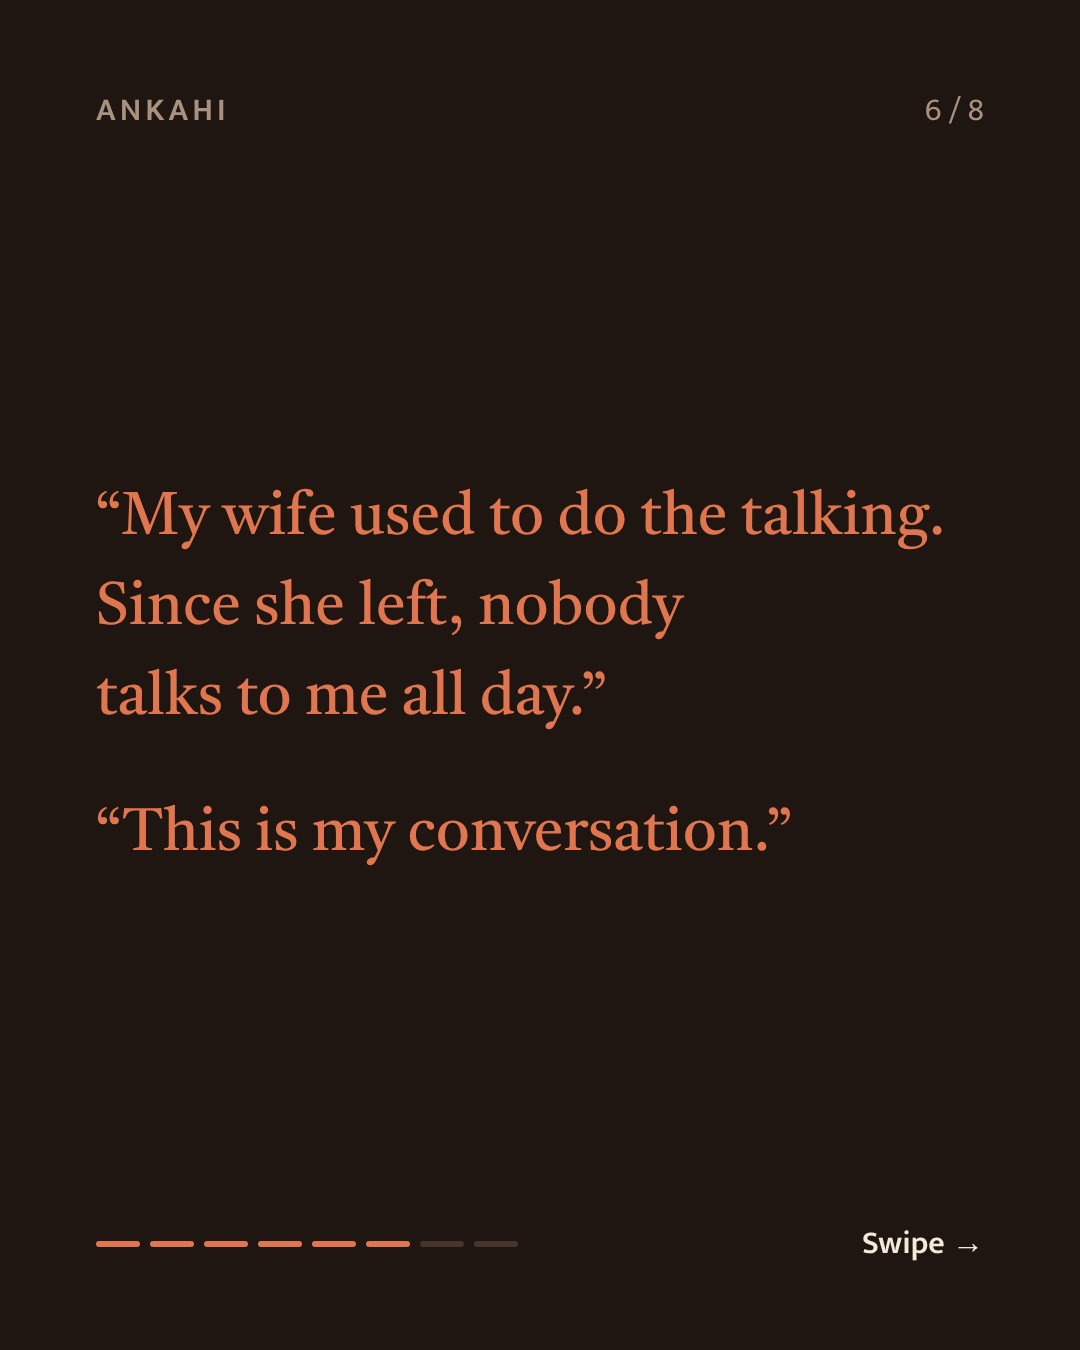 ANKAHI
6 / 8
“My wife used to do the talking.
Since she left, nobody
talks to me all day.”
“This is my conversation.”
Swipe →